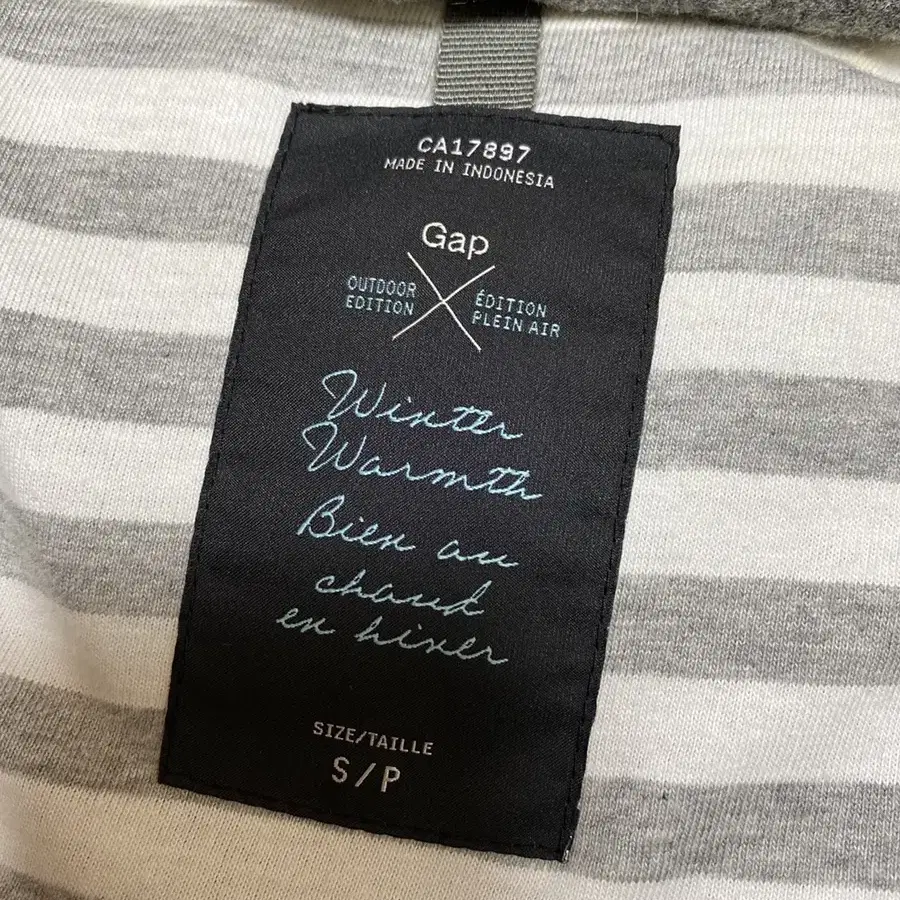 CA17897
MADE IN INDONESIA
Gap
OUTDOOR
EDITION
ÉDITION
PLEIN AIR
Winter
Warmth
Bien au
chaud
en hiver
SIZE/TAILLE
S/P